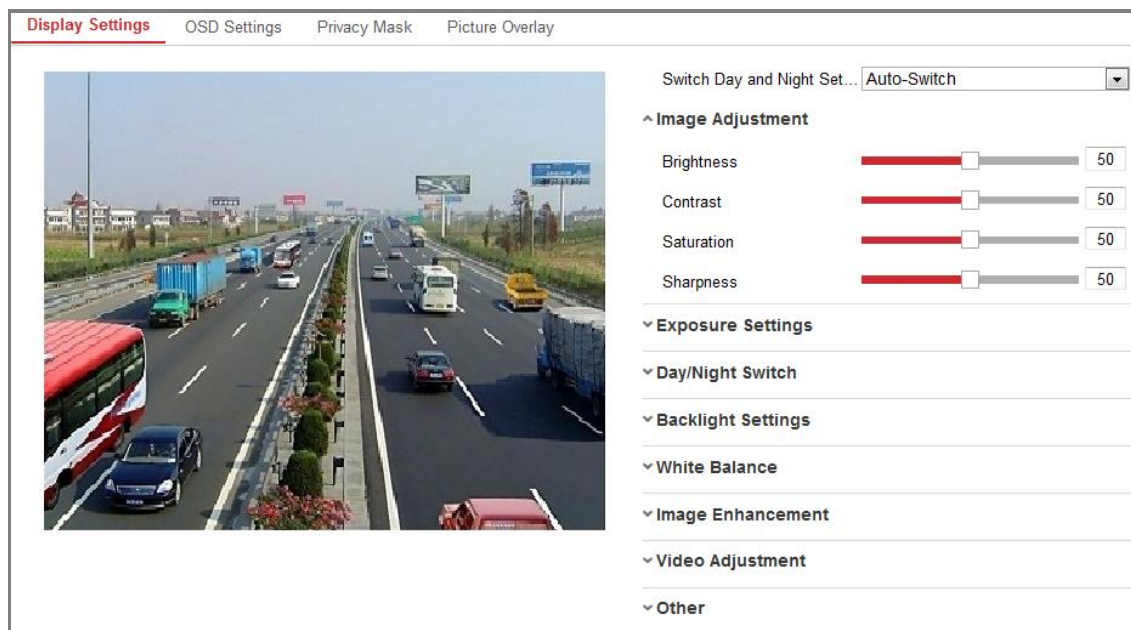 Display Settings OSD Settings Privacy Mask Picture Overlay
Switch Day and Night Set... Auto-Switch
Image Adjustment
Brightness 50
Contrast 50
Saturation 50
Sharpness 50
Exposure Settings
Day/Night Switch
Backlight Settings
White Balance
Image Enhancement
Video Adjustment
Other